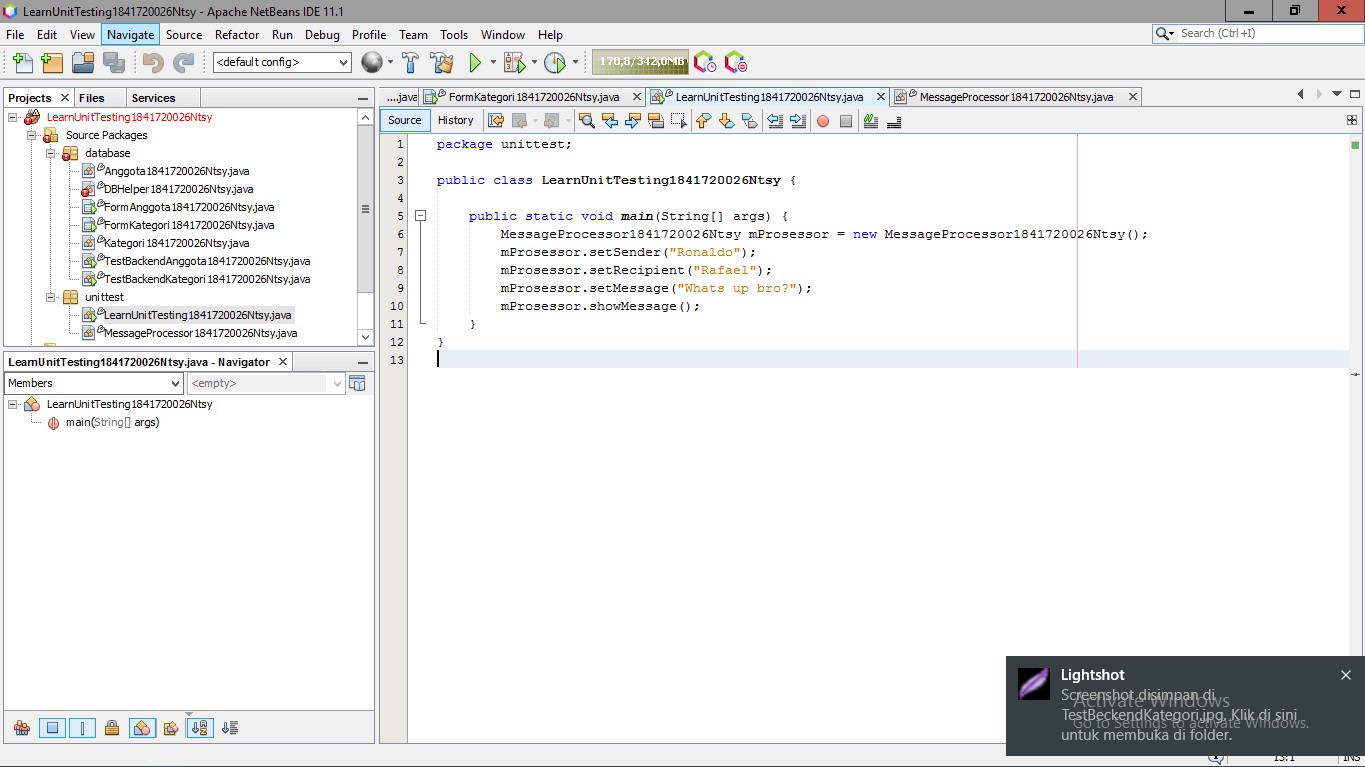 LearnUnitTesting1841720026Ntsy - Apache NetBeans IDE 11.1
File Edit View Navigate Source Refactor Run Debug Profile Team Tools Window Help
Search (Ctrl+I)
<default config>
170,8/342,0MB
Projects Files Services
LearnUnitTesting1841720026Ntsy
Source Packages
database
Anggota1841720026Ntsy.java
DBHelper1841720026Ntsy.java
FormAnggota1841720026Ntsy.java
FormKategori1841720026Ntsy.java
Kategori1841720026Ntsy.java
TestBackendAnggota1841720026Ntsy.java
TestBackendKategori1841720026Ntsy.java
unittest
LearnUnitTesting1841720026Ntsy.java
MessageProcessor1841720026Ntsy.java
LearnUnitTesting1841720026Ntsy.java - Navigator
Members <empty>
LearnUnitTesting1841720026Ntsy
main(String[] args)
....java FormKategori1841720026Ntsy.java LearnUnitTesting1841720026Ntsy.java MessageProcessor1841720026Ntsy.java
Source History
1 package unittest;
2
3 public class LearnUnitTesting1841720026Ntsy {
4
5 public static void main(String[] args) {
6 MessageProcessor1841720026Ntsy mProsessor = new MessageProcessor1841720026Ntsy();
7 mProsessor.setSender("Ronaldo");
8 mProsessor.setRecipient("Rafael");
9 mProsessor.setMessage("Whats up bro?");
10 mProsessor.showMessage();
11 }
12 }
13
Lightshot
Screenshot disimpan di
TestBeckendKategori.jpg. Klik di sini
untuk membuka di folder.
Activate Windows
Go to Settings to activate Windows.
13:1 INS